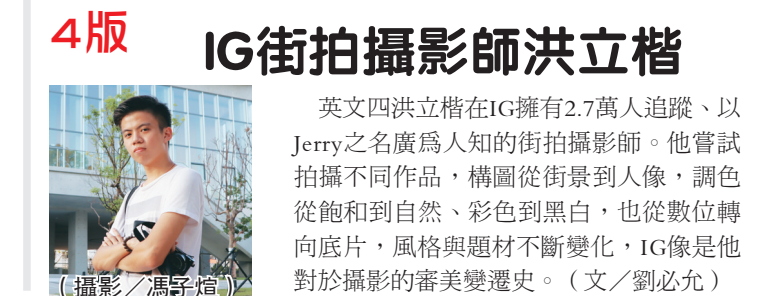 4版
IG街拍攝影師洪立楷
英文四洪立楷在IG擁有2.7萬人追蹤、以
Jerry之名廣爲人知的街拍攝影師。他嘗試
拍攝不同作品，構圖從街景到人像，調色
從飽和到自然、彩色到黑白，也從數位轉
向底片，風格與題材不斷變化，IG像是他
對於攝影的審美變遷史。（文／劉必允）
（攝影／馮子煊）